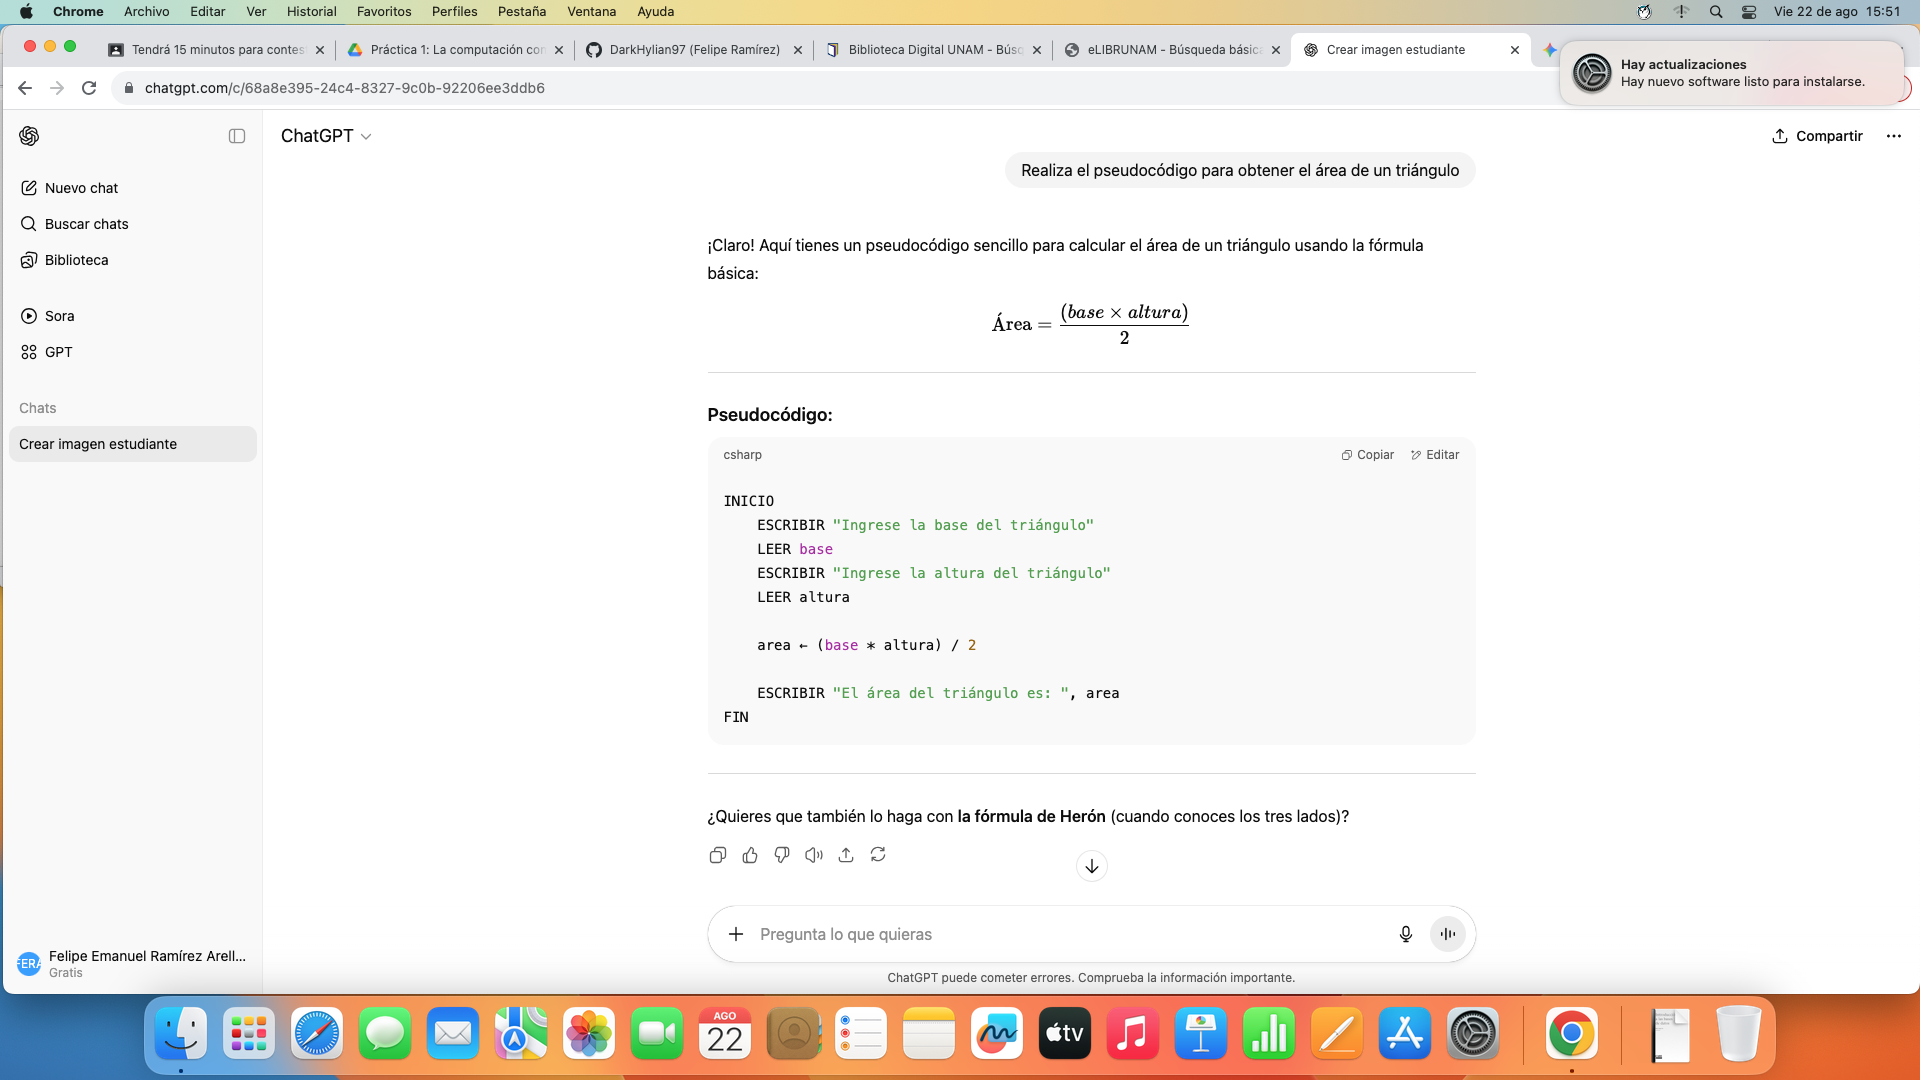 Chrome Archivo Editar Ver Historial Favoritos Perfiles Pestaña Ventana Ayuda Vie 22 de ago 15:51
Tendrá 15 minutos para contes Práctica 1: La computación con DarkHylian97 (Felipe Ramírez) Biblioteca Digital UNAM - Búsq eLIBRUNAM - Búsqueda básica Crear imagen estudiante
Hay actualizaciones
Hay nuevo software listo para instalarse.
chatgpt.com/c/68a8e395-24c4-8327-9c0b-92206ee3ddb6
ChatGPT
Compartir
Nuevo chat
Buscar chats
Biblioteca
Sora
GPT
Chats
Crear imagen estudiante
Realiza el pseudocódigo para obtener el área de un triángulo
¡Claro! Aquí tienes un pseudocódigo sencillo para calcular el área de un triángulo usando la fórmula
básica:
Área = (base × altura) / 2
Pseudocódigo:
csharp Copiar Editar
INICIO
ESCRIBIR "Ingrese la base del triángulo"
LEER base
ESCRIBIR "Ingrese la altura del triángulo"
LEER altura
area ← (base * altura) / 2
ESCRIBIR "El área del triángulo es: ", area
FIN
¿Quieres que también lo haga con la fórmula de Herón (cuando conoces los tres lados)?
Pregunta lo que quieras
ChatGPT puede cometer errores. Comprueba la información importante.
FERA
Felipe Emanuel Ramírez Arell...
Gratis
AGO
22
tv